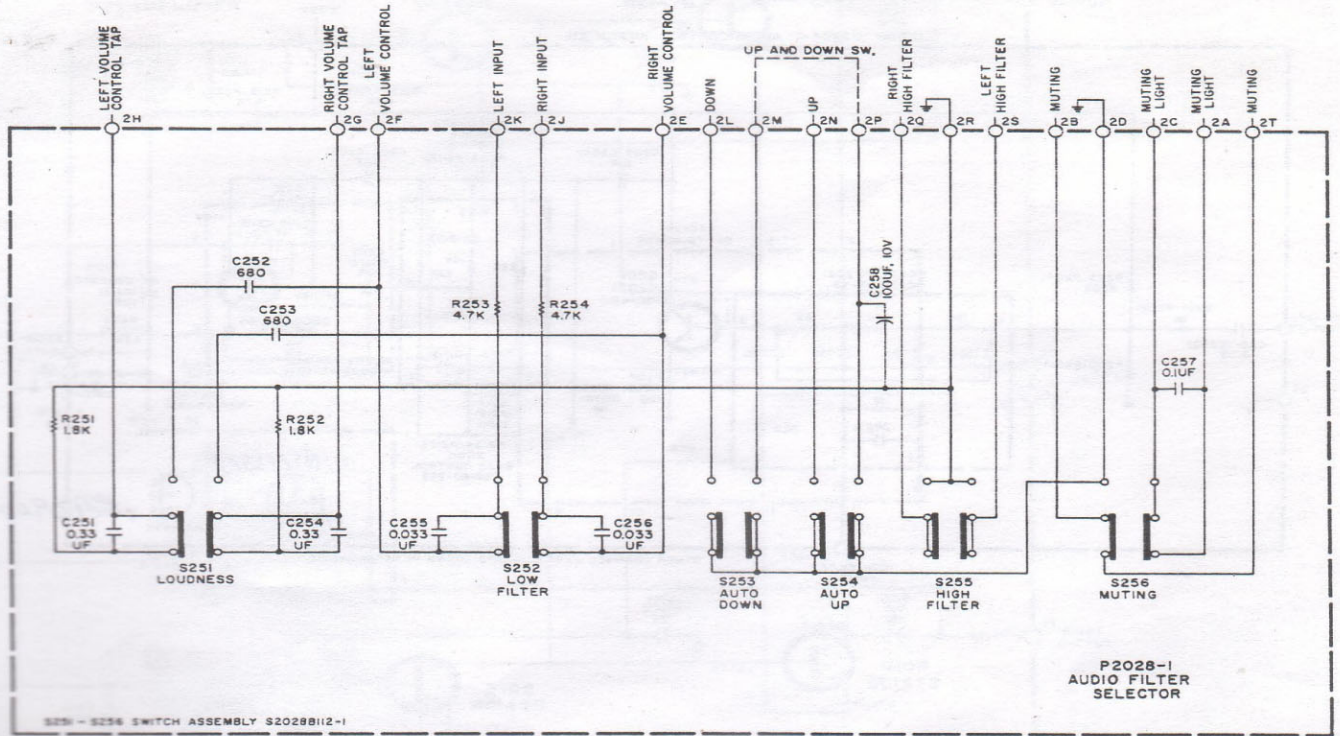 LEFT VOLUME
CONTROL TAP
RIGHT VOLUME
CONTROL TAP
LEFT
VOLUME CONTROL
LEFT INPUT
RIGHT INPUT
RIGHT
VOLUME CONTROL
DOWN
UP AND DOWN SW.
UP
RIGHT
HIGH FILTER
LEFT
HIGH FILTER
MUTING
MUTING
LIGHT
MUTING
LIGHT
MUTING
2H
2G
2F
2K
2J
2E
2L
2M
2N
2P
2Q
2R
2S
2B
2D
2C
2A
2T
C252
680
C253
680
R253
4.7K
R254
4.7K
C258
100UF, 10V
C257
0.1UF
R251
1.8K
R252
1.8K
C251
0.33
UF
C254
0.33
UF
C255
0.033
UF
C256
0.033
UF
S251
LOUDNESS
S252
LOW
FILTER
S253
AUTO
DOWN
S254
AUTO
UP
S255
HIGH
FILTER
S256
MUTING
P2028-1
AUDIO FILTER
SELECTOR
S251 - S256 SWITCH ASSEMBLY S2028B112-1